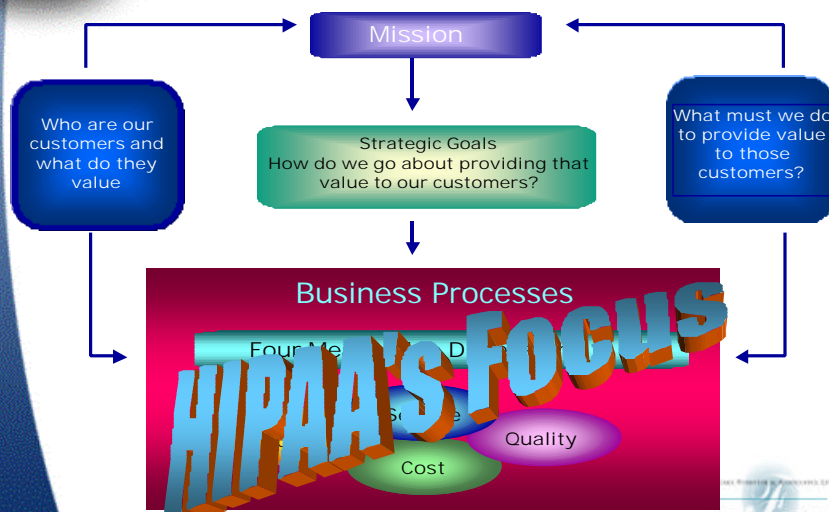 Mission
Who are our
customers and
what do they
value
Strategic Goals
How do we go about providing that
value to our customers?
What must we do
to provide value
to those
customers?
Business Processes
Four
HIPAA'S FOCUS
Quality
Cost